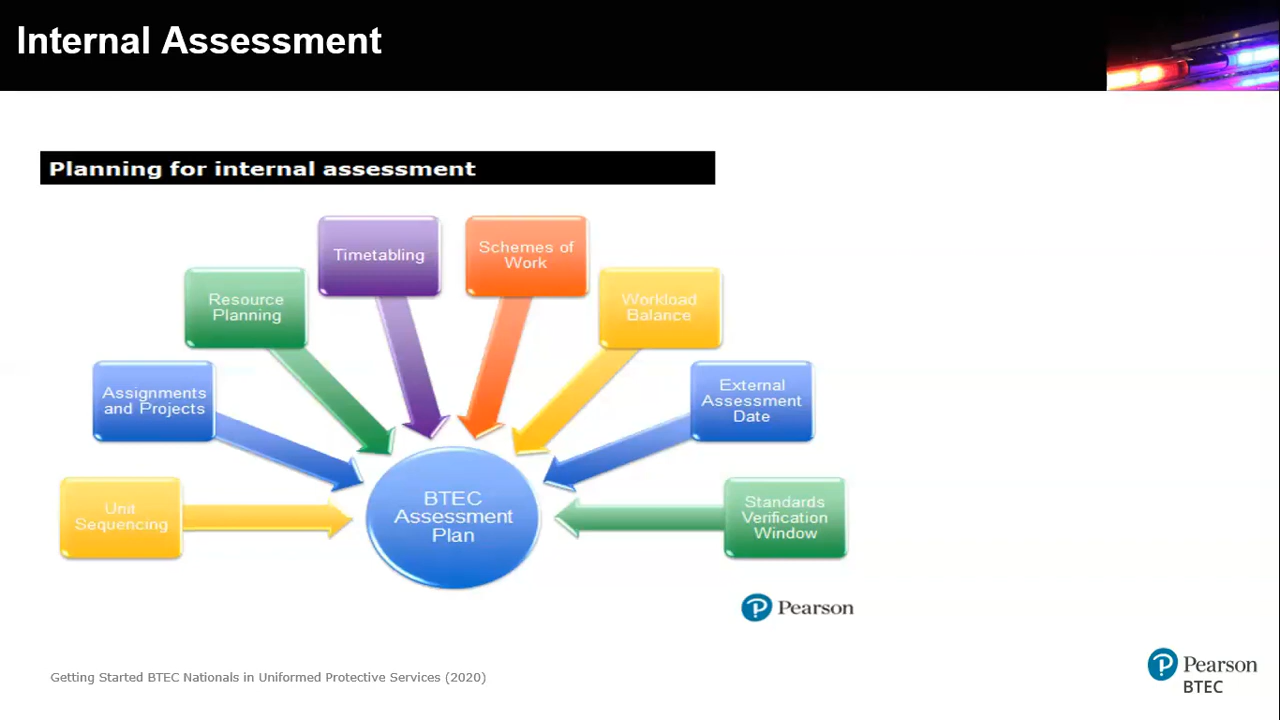 Internal Assessment
Planning for internal assessment
Timetabling
Schemes of
Work
Resource
Planning
Workload
Balance
Assignments
and Projects
External
Assessment
Date
Unit
Sequencing
BTEC
Assessment
Plan
Standards
Verification
Window
Pearson
Getting Started BTEC Nationals in Uniformed Protective Services (2020)
Pearson
BTEC